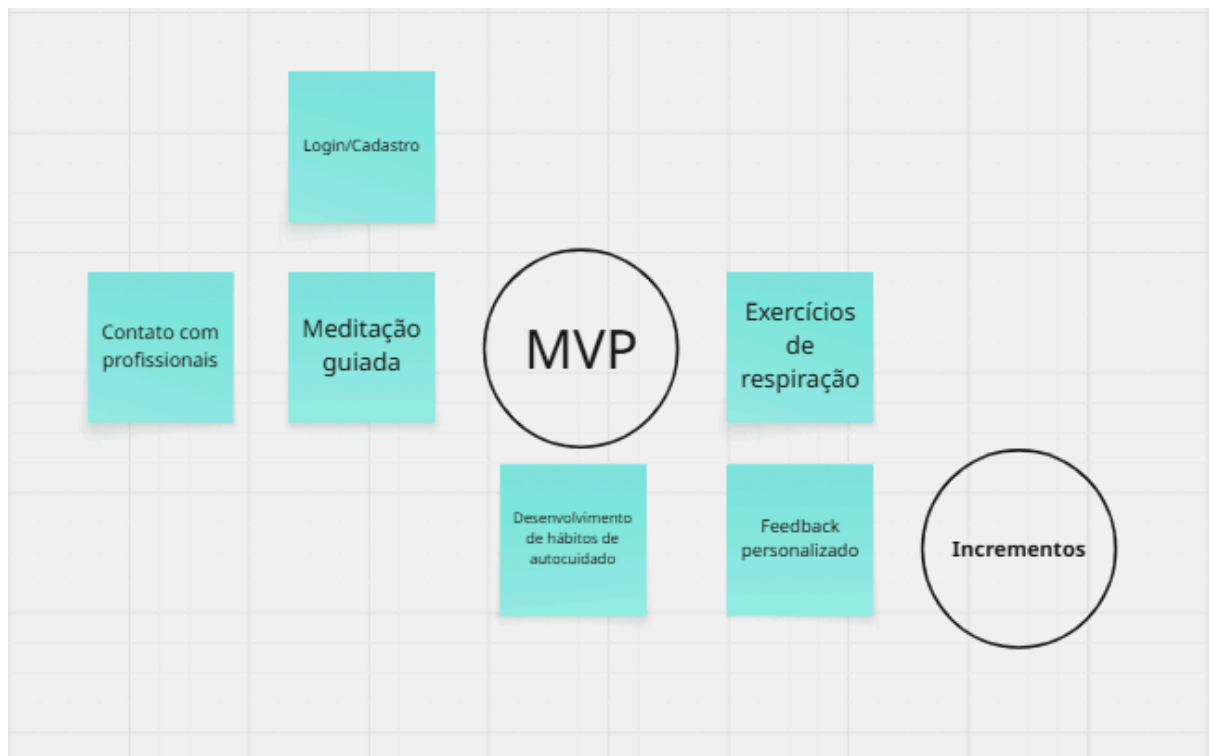 Login/Cadastro
Contato com
profissionais
Meditação
guiada
MVP
Exercícios
de
respiração
Desenvolvimento
de hábitos de
autocuidado
Feedback
personalizado
Incrementos